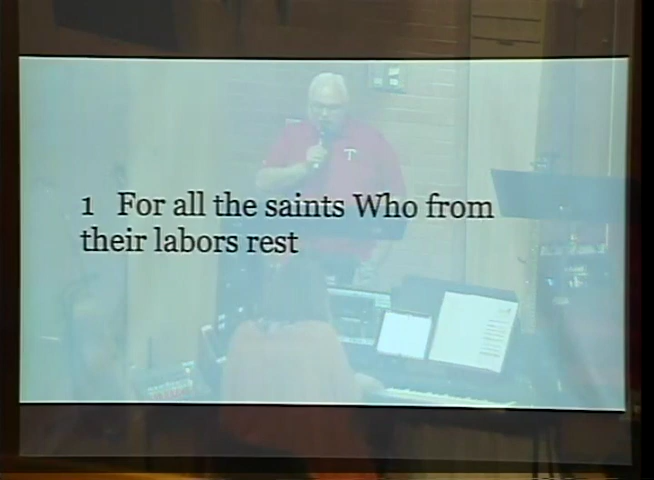 1 For all the saints Who from
their labors rest
T